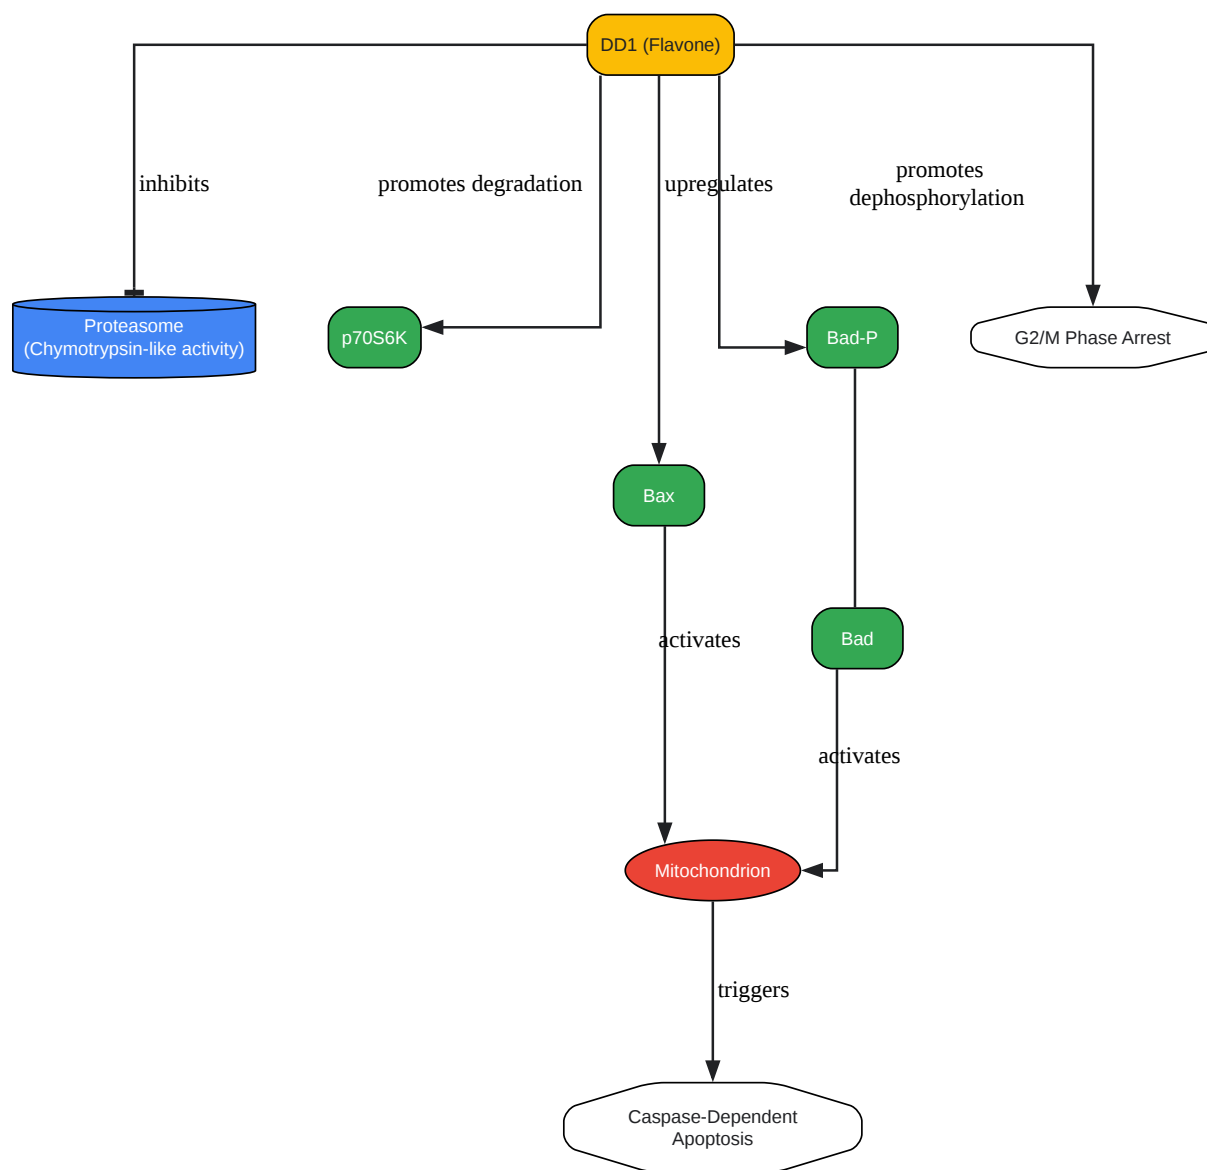 DD1 (Flavone)
inhibits
promotes degradation
upregulates
promotes
dephosphorylation
Proteasome
(Chymotrypsin-like activity)
p70S6K
Bad-P
G2/M Phase Arrest
Bax
activates
Bad
activates
Mitochondrion
triggers
Caspase-Dependent
Apoptosis